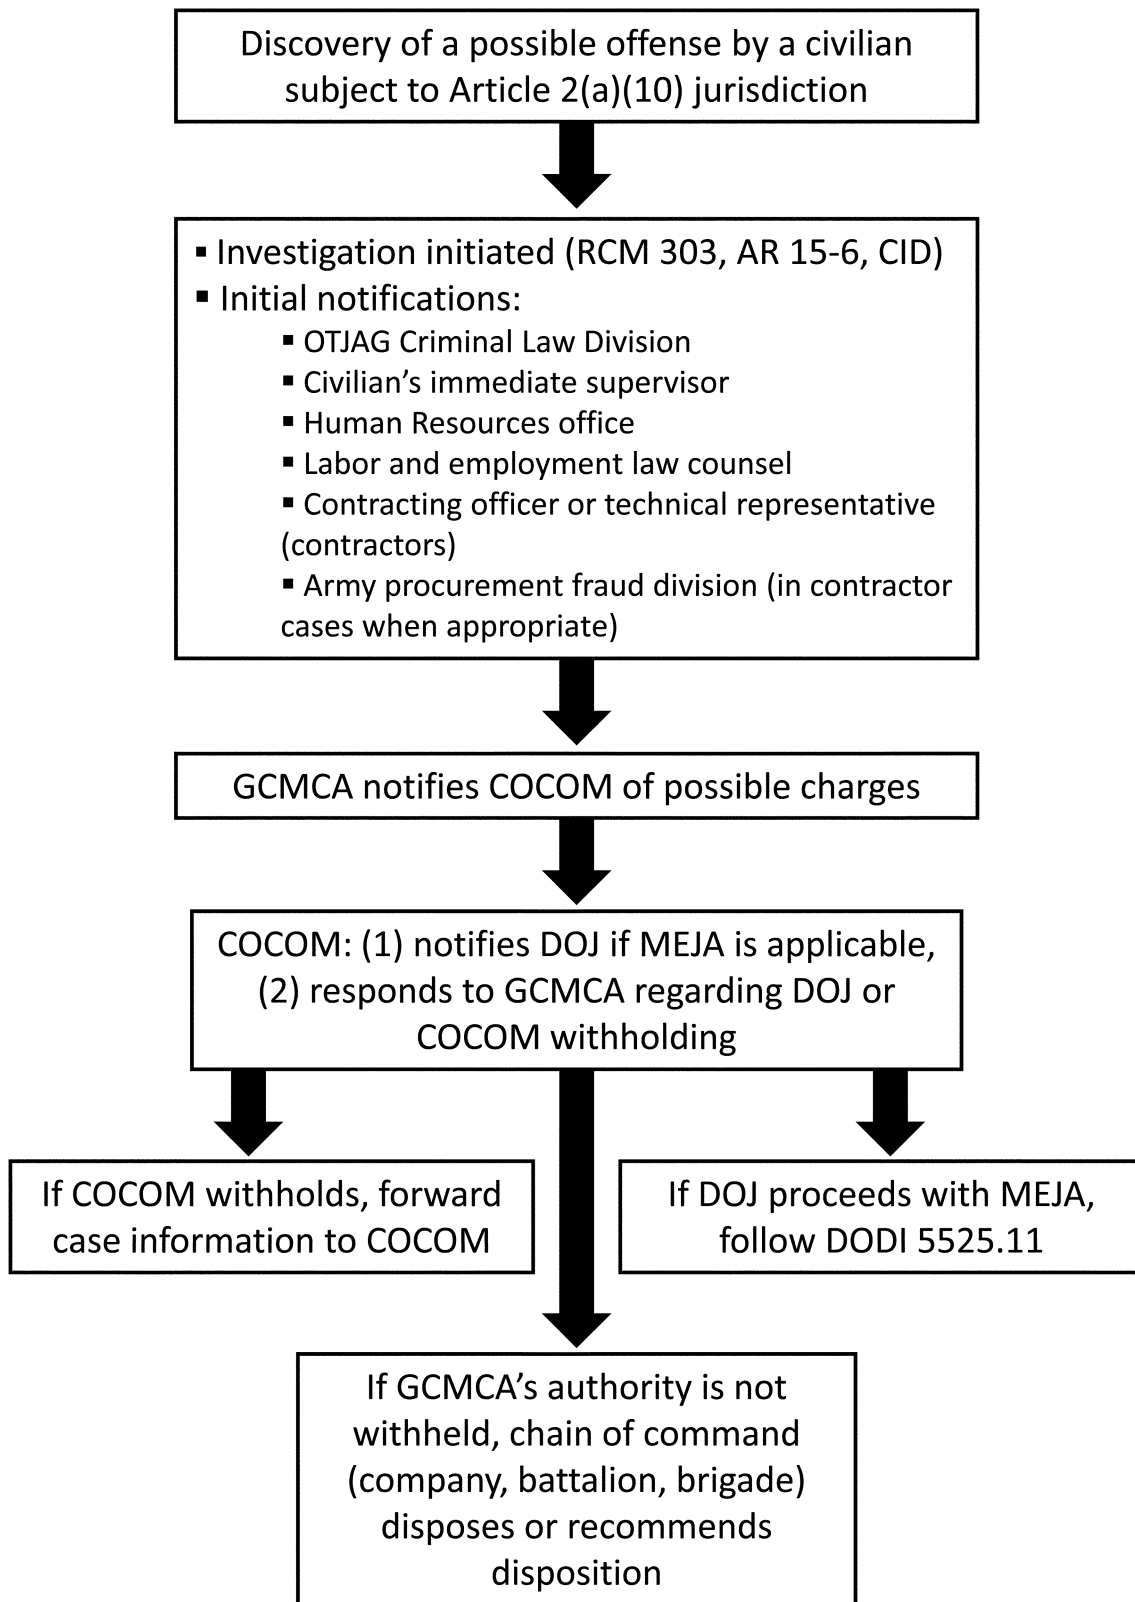 Discovery of a possible offense by a civilian
subject to Article 2(a)(10) jurisdiction
▪ Investigation initiated (RCM 303, AR 15-6, CID)
▪ Initial notifications:
▪ OTJAG Criminal Law Division
▪ Civilian’s immediate supervisor
▪ Human Resources office
▪ Labor and employment law counsel
▪ Contracting officer or technical representative
(contractors)
▪ Army procurement fraud division (in contractor
cases when appropriate)
GCMCA notifies COCOM of possible charges
COCOM: (1) notifies DOJ if MEJA is applicable,
(2) responds to GCMCA regarding DOJ or
COCOM withholding
If COCOM withholds, forward
case information to COCOM
If DOJ proceeds with MEJA,
follow DODI 5525.11
If GCMCA’s authority is not
withheld, chain of command
(company, battalion, brigade)
disposes or recommends
disposition